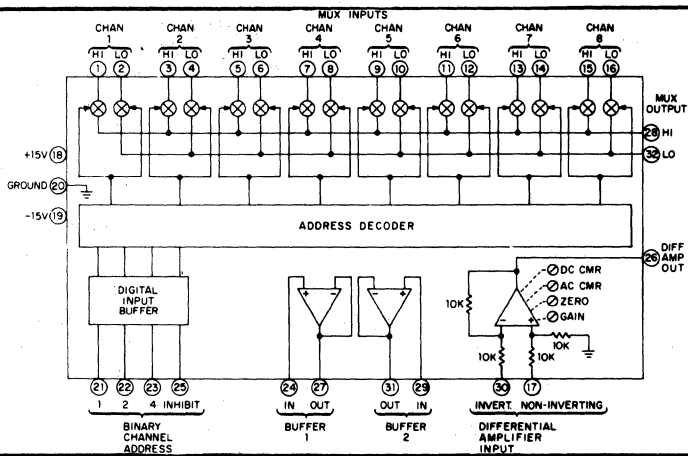 MUX INPUTS
CHAN CHAN CHAN CHAN CHAN CHAN CHAN CHAN
1 2 3 4 5 6 7 8
HI LO HI LO HI LO HI LO HI LO HI LO HI LO HI LO
1 2 3 4 5 6 7 8 9 10 11 12 13 14 15 16
MUX
OUTPUT
28 HI
+15V 18
32 LO
GROUND 20
-15V 19
ADDRESS DECODER
DIFF
26 AMP
OUT
DIGITAL
INPUT
BUFFER
+ -
- +
10K
DC CMR
AC CMR
ZERO
GAIN
- +
10K
10K 10K
21 22 23 25 24 27 31 29 30 17
1 2 4 INHIBIT IN OUT OUT IN INVERT. NON-INVERTING
BINARY
CHANNEL
ADDRESS
BUFFER
1
BUFFER
2
DIFFERENTIAL
AMPLIFIER
INPUT